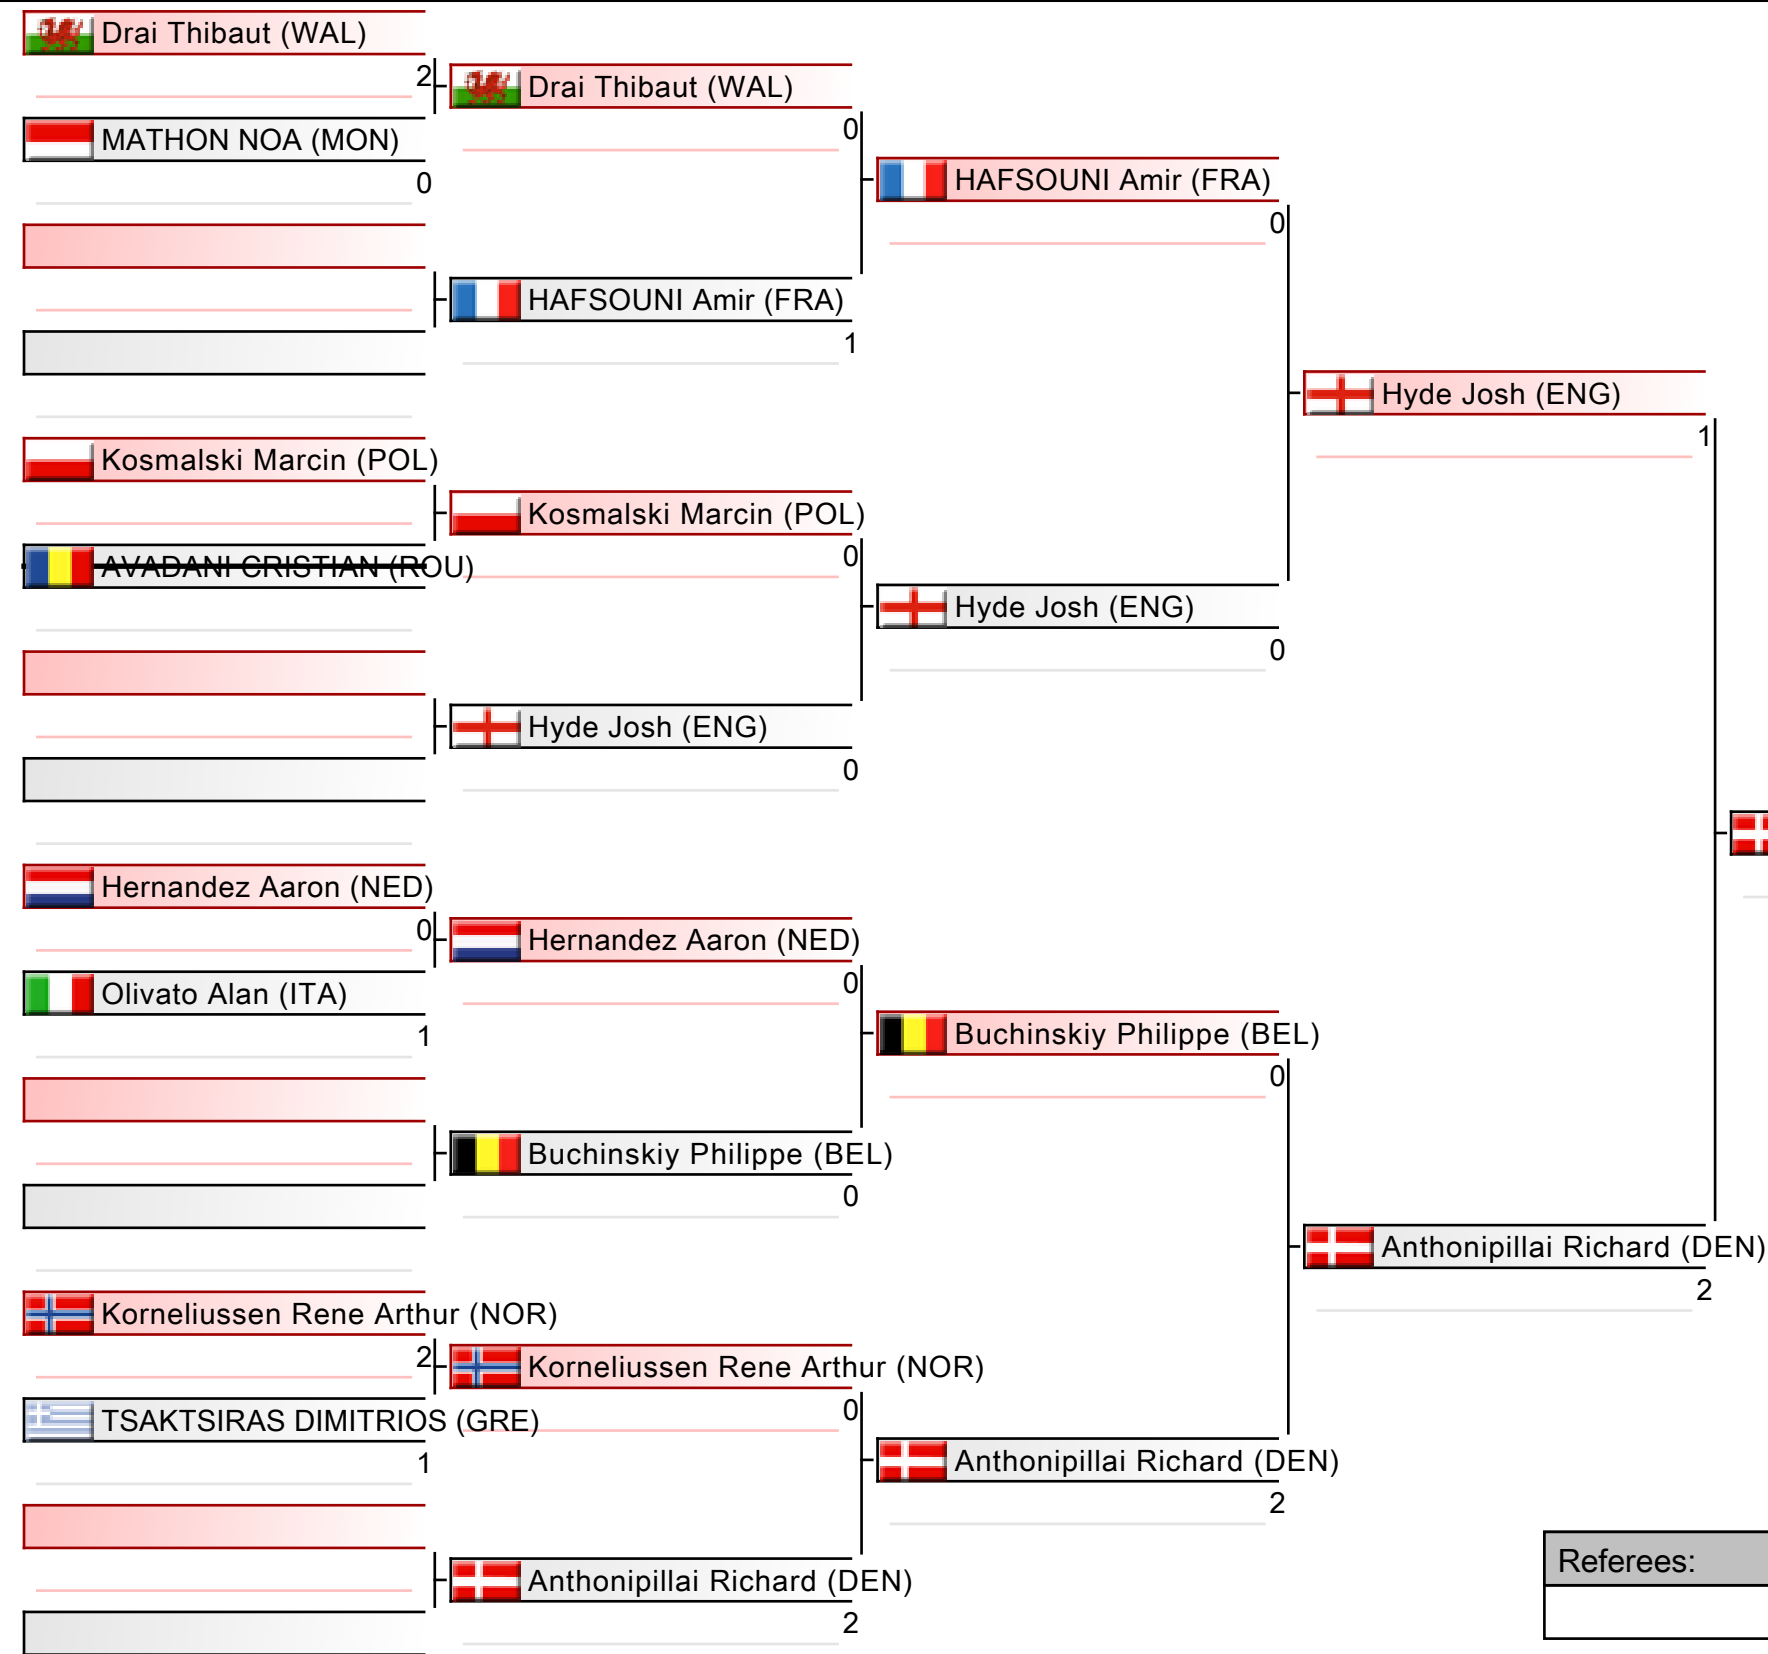 Drai Thibaut (WAL)
2
MATHON NOA (MON)
0
Kosmalski Marcin (POL)
AVADANI CRISTIAN (ROU)
Hernandez Aaron (NED)
0
Olivato Alan (ITA)
1
Korneliussen Rene Arthur (NOR)
2
TSAKTSIRAS DIMITRIOS (GRE)
1
Drai Thibaut (WAL)
0
HAFSOUNI Amir (FRA)
1
Kosmalski Marcin (POL)
0
Hyde Josh (ENG)
0
Hernandez Aaron (NED)
0
Buchinskiy Philippe (BEL)
0
Korneliussen Rene Arthur (NOR)
0
Anthonipillai Richard (DEN)
2
HAFSOUNI Amir (FRA)
0
Hyde Josh (ENG)
0
Buchinskiy Philippe (BEL)
0
Anthonipillai Richard (DEN)
2
Hyde Josh (ENG)
1
Anthonipillai Richard (DEN)
2
Referees: